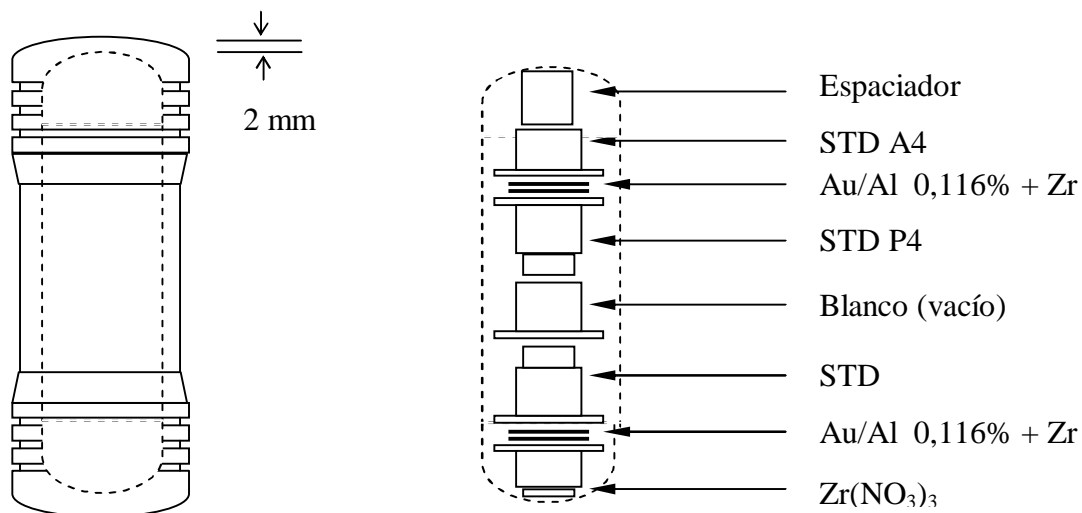 2 mm
Espaciador
STD A4
Au/Al 0,116% + Zr
STD P4
Blanco (vacío)
STD
Au/Al 0,116% + Zr
Zr(NO₃)₃